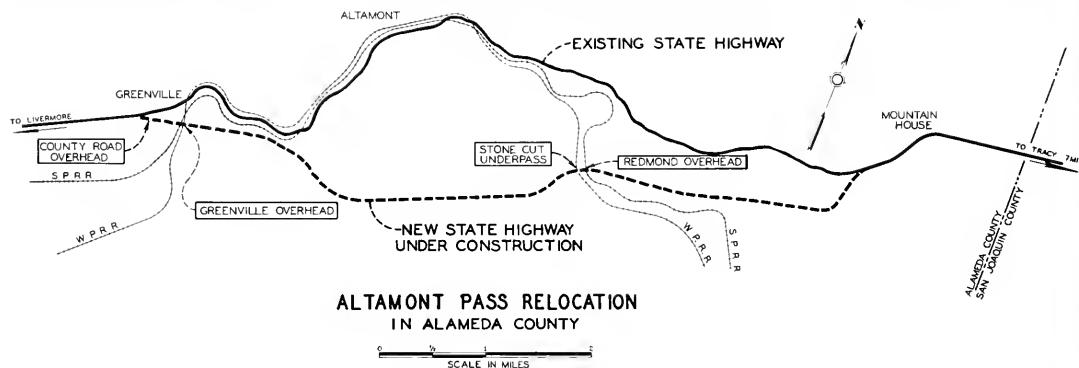 ALTAMONT
EXISTING STATE HIGHWAY
N
GREENVILLE
TO LIVERMORE
MOUNTAIN
HOUSE
COUNTY ROAD
OVERHEAD
STONE CUT
UNDERPASS
REDMOND OVERHEAD
TO TRACY 7MI
S.P.R.R.
GREENVILLE OVERHEAD
W.P.R.R.
NEW STATE HIGHWAY
UNDER CONSTRUCTION
W.P.R.R.
S.P.R.R.
ALAMEDA COUNTY
SAN JOAQUIN COUNTY
ALTAMONT PASS RELOCATION
IN ALAMEDA COUNTY
0 ½ 1 2
SCALE IN MILES